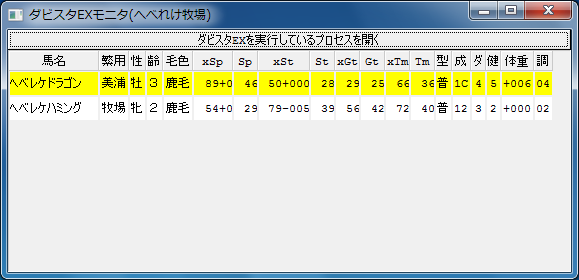 ダビスタEXモニタ(へべれけ牧場)
ダビスタEXを実行しているプロセスを開く
馬名 繁用 性 齢 毛色 xSp Sp xSt St xGt Gt xTm Tm 型 成 ダ 健 体重 調
ヘベレケドラゴン 美浦 牡 3 鹿毛 89+0 46 50+000 28 29 25 66 36 普 1C 4 5 +006 04
ヘベレケハミング 牧場 牝 2 鹿毛 54+0 29 79-005 39 56 42 72 40 普 12 3 2 +000 02